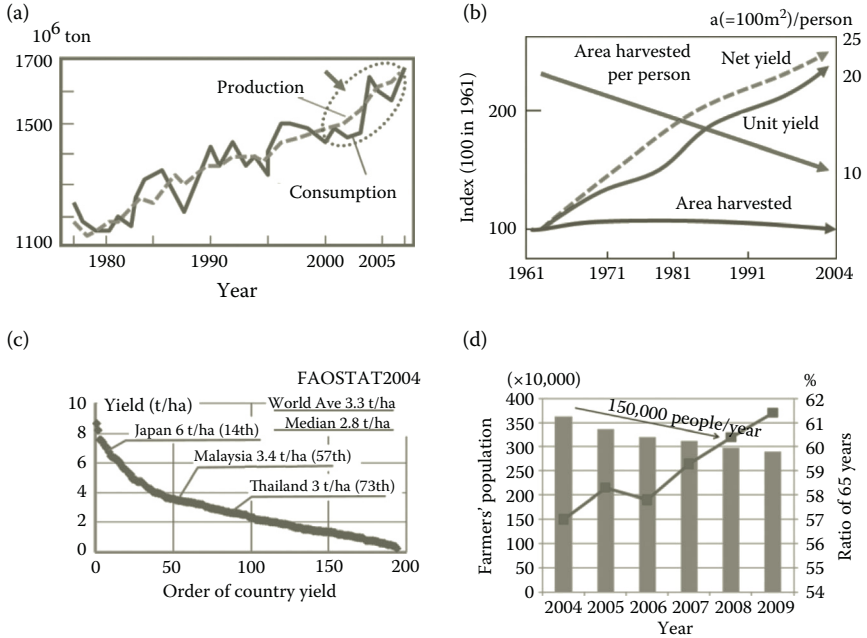 (a)
10⁶ ton
1700
1500
1100
Production
Consumption
1980
1990
2000
2005
Year
(b)
a(=100m²)/person
25
20
10
Area harvested
per person
Net yield
Unit yield
Area harvested
Index (100 in 1961)
200
100
1961
1971
1981
1991
2004
(c)
FAOSTAT2004
Yield (t/ha)
World Ave 3.3 t/ha
Median 2.8 t/ha
Japan 6 t/ha (14th)
Malaysia 3.4 t/ha (57th)
Thailand 3 t/ha (73th)
10
8
6
4
2
0
0
50
100
150
200
Order of country yield
(d)
(×10,000)
%
150,000 people/year
Farmers' population
400
350
300
250
200
150
100
50
0
62
61
60
59
58
57
56
55
54
Ratio of 65 years
2004
2005
2006
2007
2008
2009
Year